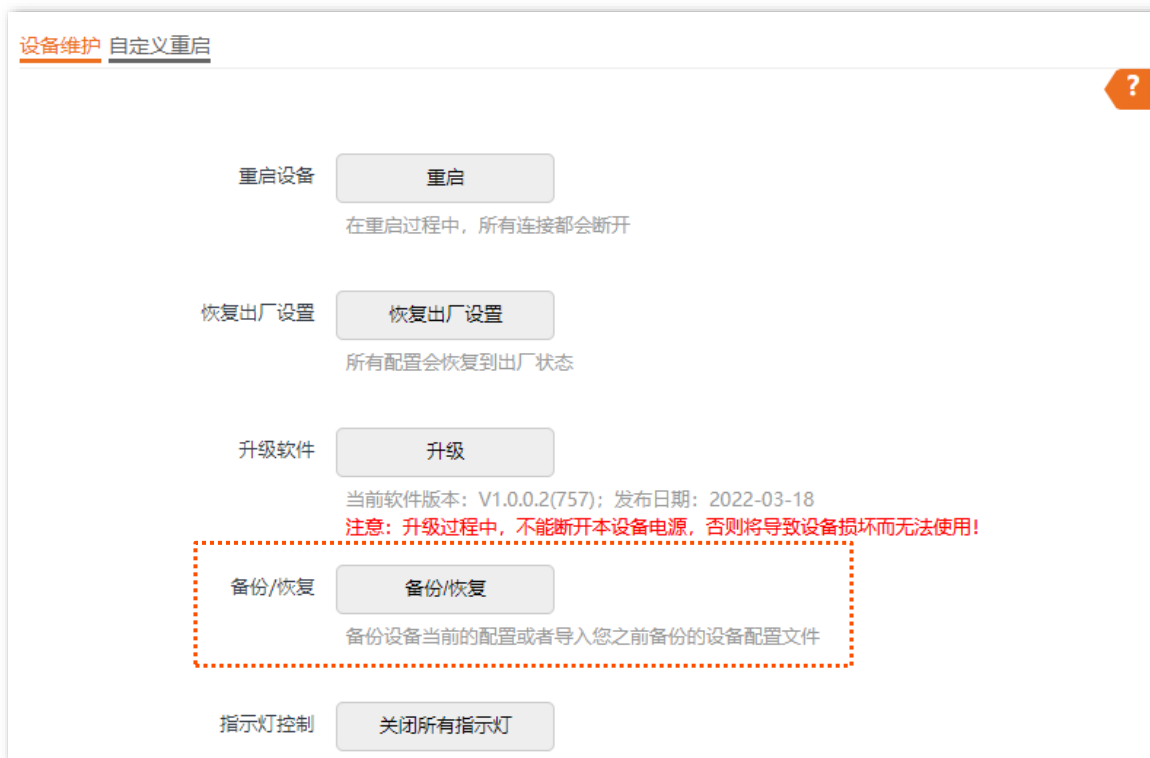 设备维护 自定义重启
?
重启设备 重启
在重启过程中，所有连接都会断开
恢复出厂设置 恢复出厂设置
所有配置会恢复到出厂状态
升级软件 升级
当前软件版本：V1.0.0.2(757)；发布日期：2022-03-18
注意：升级过程中，不能断开本设备电源，否则将导致设备损坏而无法使用！
备份/恢复 备份/恢复
备份设备当前的配置或者导入您之前备份的设备配置文件
指示灯控制 关闭所有指示灯